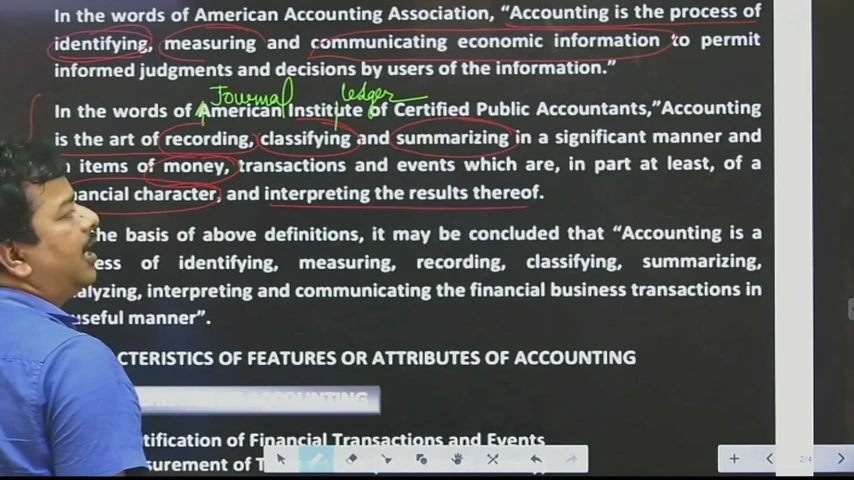 In the words of American Accounting Association, “Accounting is the process of
identifying, measuring and communicating economic information to permit
informed judgments and decisions by users of the information.”
Journal ledger
In the words of American Institute of Certified Public Accountants,”Accounting
is the art of recording, classifying and summarizing in a significant manner and
items of money, transactions and events which are, in part at least, of a
character, and interpreting the results thereof.
he basis of above definitions, it may be concluded that “Accounting is a
ess of identifying, measuring, recording, classifying, summarizing,
alyzing, interpreting and communicating the financial business transactions in
useful manner”.
CTERISTICS OF FEATURES OR ATTRIBUTES OF ACCOUNTING
ACCOUNTING
tification of Financial Transactions and Events
surement of
2/4